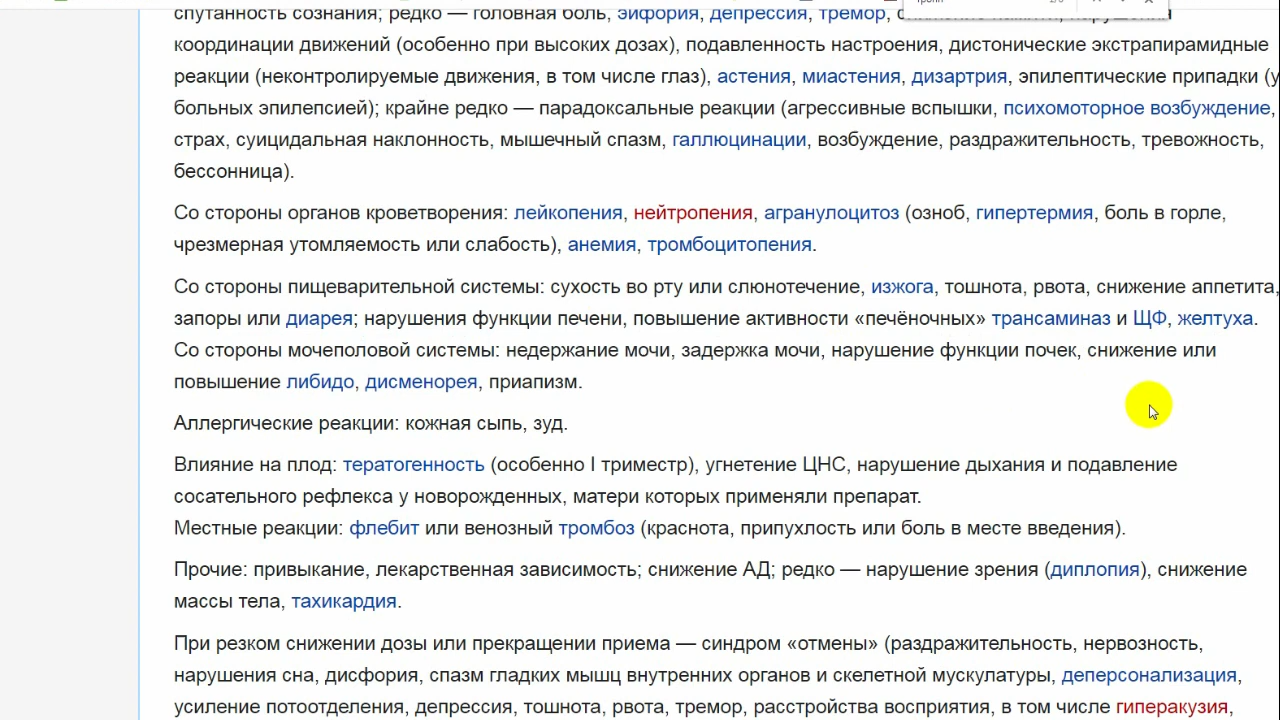 спутанность сознания; редко — головная боль, эйфория, депрессия, тремор,
координации движений (особенно при высоких дозах), подавленность настроения, дистонические экстрапирамидные
реакции (неконтролируемые движения, в том числе глаз), астения, миастения, дизартрия, эпилептические припадки (у
больных эпилепсией); крайне редко — парадоксальные реакции (агрессивные вспышки, психомоторное возбуждение,
страх, суицидальная наклонность, мышечный спазм, галлюцинации, возбуждение, раздражительность, тревожность,
бессонница).
Со стороны органов кроветворения: лейкопения, нейтропения, агранулоцитоз (озноб, гипертермия, боль в горле,
чрезмерная утомляемость или слабость), анемия, тромбоцитопения.
Со стороны пищеварительной системы: сухость во рту или слюнотечение, изжога, тошнота, рвота, снижение аппетита,
запоры или диарея; нарушения функции печени, повышение активности «печёночных» трансаминаз и ЩФ, желтуха.
Со стороны мочеполовой системы: недержание мочи, задержка мочи, нарушение функции почек, снижение или
повышение либидо, дисменорея, приапизм.
Аллергические реакции: кожная сыпь, зуд.
Влияние на плод: тератогенность (особенно I триместр), угнетение ЦНС, нарушение дыхания и подавление
сосательного рефлекса у новорожденных, матери которых применяли препарат.
Местные реакции: флебит или венозный тромбоз (краснота, припухлость или боль в месте введения).
Прочие: привыкание, лекарственная зависимость; снижение АД; редко — нарушение зрения (диплопия), снижение
массы тела, тахикардия.
При резком снижении дозы или прекращении приема — синдром «отмены» (раздражительность, нервозность,
нарушения сна, дисфория, спазм гладких мышц внутренних органов и скелетной мускулатуры, деперсонализация,
усиление потоотделения, депрессия, тошнота, рвота, тремор, расстройства восприятия, в том числе гиперакузия,